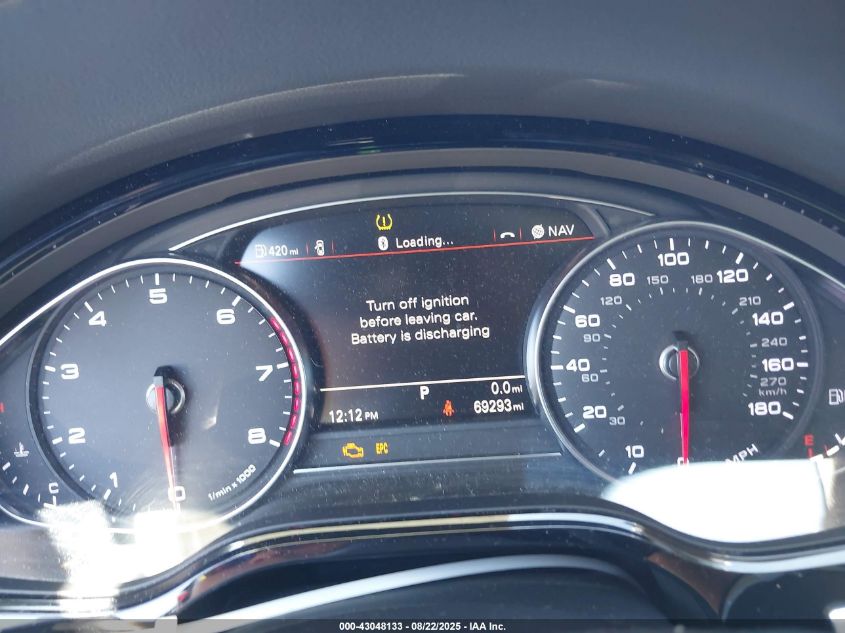 420 mi
Loading...
NAV
Turn off ignition
before leaving car.
Battery is discharging
P
0.0 mi
12:12 PM
69293 mi
EPC
0
1
2
3
4
5
6
7
8
1/min x 1000
C
0
10
20
40
60
80
100
120
140
160
180
30
60
90
120
150
180
210
240
270
km/h
MPH
E
000-43048133 - 08/22/2025 - IAA Inc.